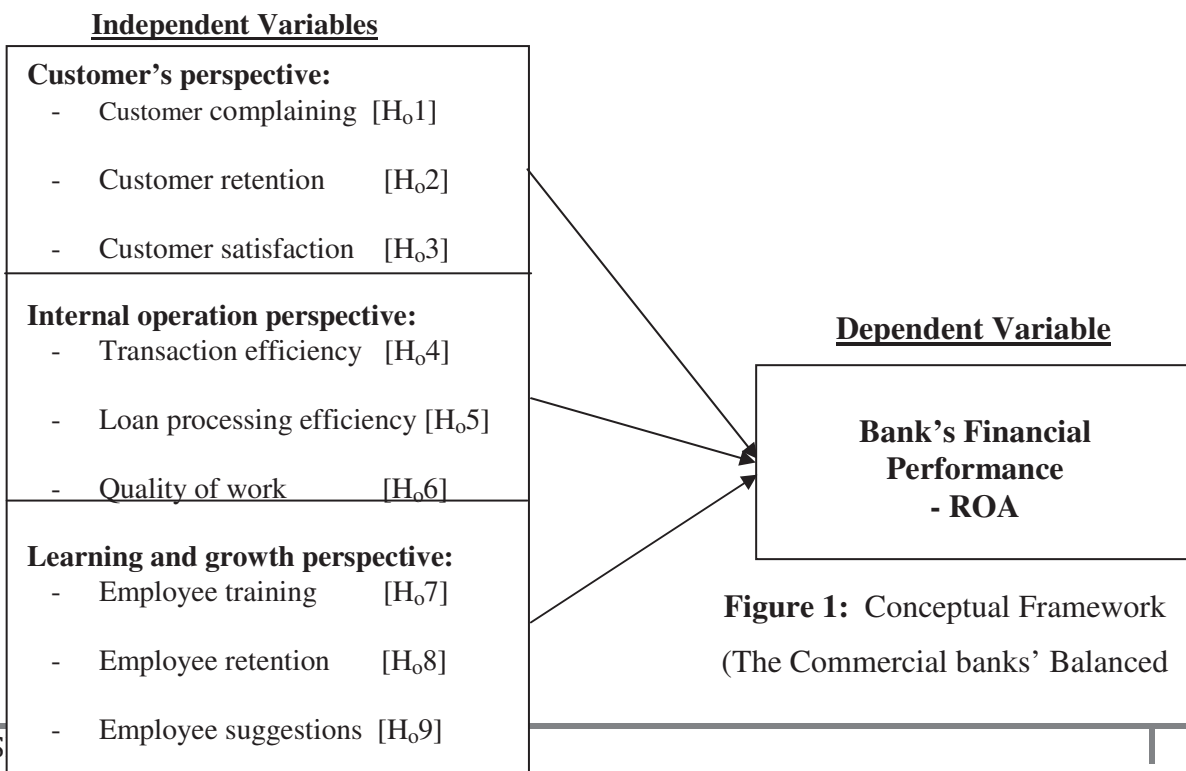 Independent Variables
Customer's perspective:
- Customer complaining [Hₒ1]
- Customer retention [Hₒ2]
- Customer satisfaction [Hₒ3]
Internal operation perspective:
- Transaction efficiency [Hₒ4]
- Loan processing efficiency [Hₒ5]
- Quality of work [Hₒ6]
Learning and growth perspective:
- Employee training [Hₒ7]
- Employee retention [Hₒ8]
- Employee suggestions [Hₒ9]
Dependent Variable
Bank's Financial
Performance
- ROA
Figure 1: Conceptual Framework
(The Commercial banks' Balanced